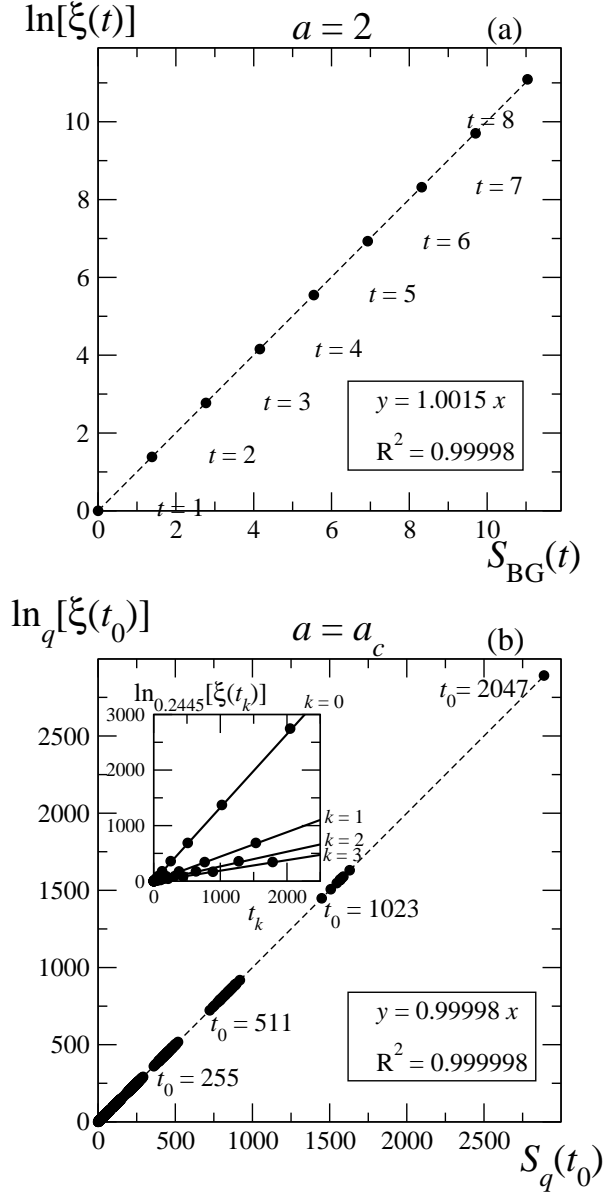 ln[ξ(t)]
a = 2
(a)
10
8
6
4
2
0
t = 8
t = 7
t = 6
t = 5
t = 4
t = 3
t = 2
t = 1
y = 1.0015 x
R² = 0.99998
0 2 4 6 8 10
S_BG(t)
ln_q[ξ(t_0)]
a = a_c
(b)
2500
2000
1500
1000
500
0
t_0 = 2047
ln_0.2445[ξ(t_k)]
3000
2000
1000
0
k = 0
k = 1
k = 2
k = 3
0 1000 2000
t_k
t_0 = 1023
t_0 = 511
t_0 = 255
y = 0.99998 x
R² = 0.999998
0 500 1000 1500 2000 2500
S_q(t_0)